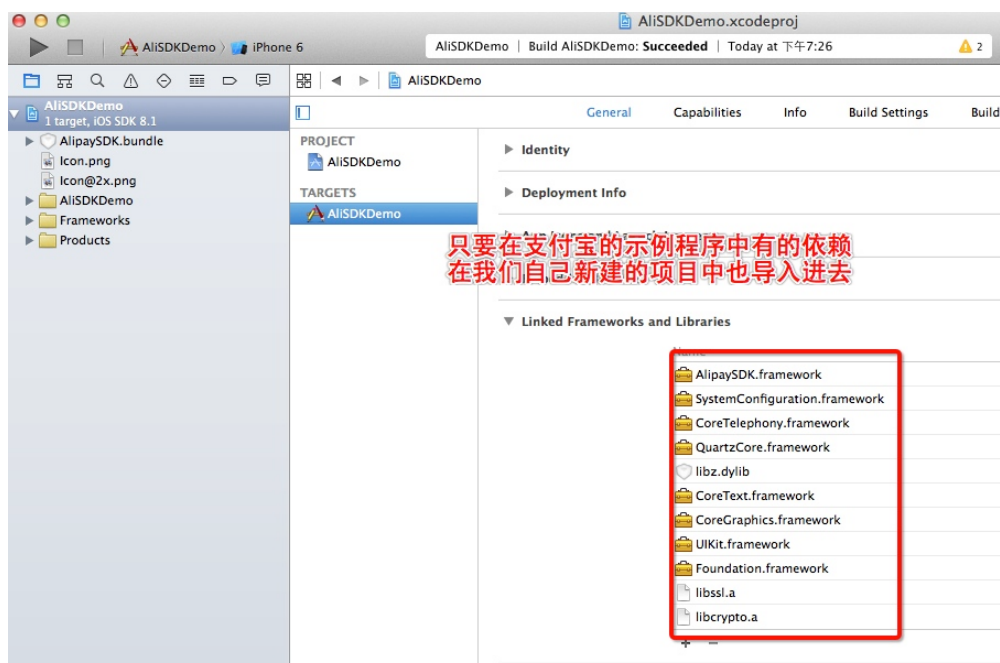 AliSDKDemo.xcodeproj
AliSDKDemo 〉 iPhone 6
AliSDKDemo | Build AliSDKDemo: Succeeded | Today at 下午7:26
2
AliSDKDemo
AliSDKDemo
1 target, iOS SDK 8.1
AlipaySDK.bundle
Icon.png
Icon@2x.png
AliSDKDemo
Frameworks
Products
General
Capabilities
Info
Build Settings
Build
PROJECT
AliSDKDemo
TARGETS
AliSDKDemo
Identity
Deployment Info
只要在支付宝的示例程序中有的依赖
在我们自己新建的项目中也导入进去
Linked Frameworks and Libraries
Name
AlipaySDK.framework
SystemConfiguration.framework
CoreTelephony.framework
QuartzCore.framework
libz.dylib
CoreText.framework
CoreGraphics.framework
UIKit.framework
Foundation.framework
libssl.a
libcrypto.a
+ −